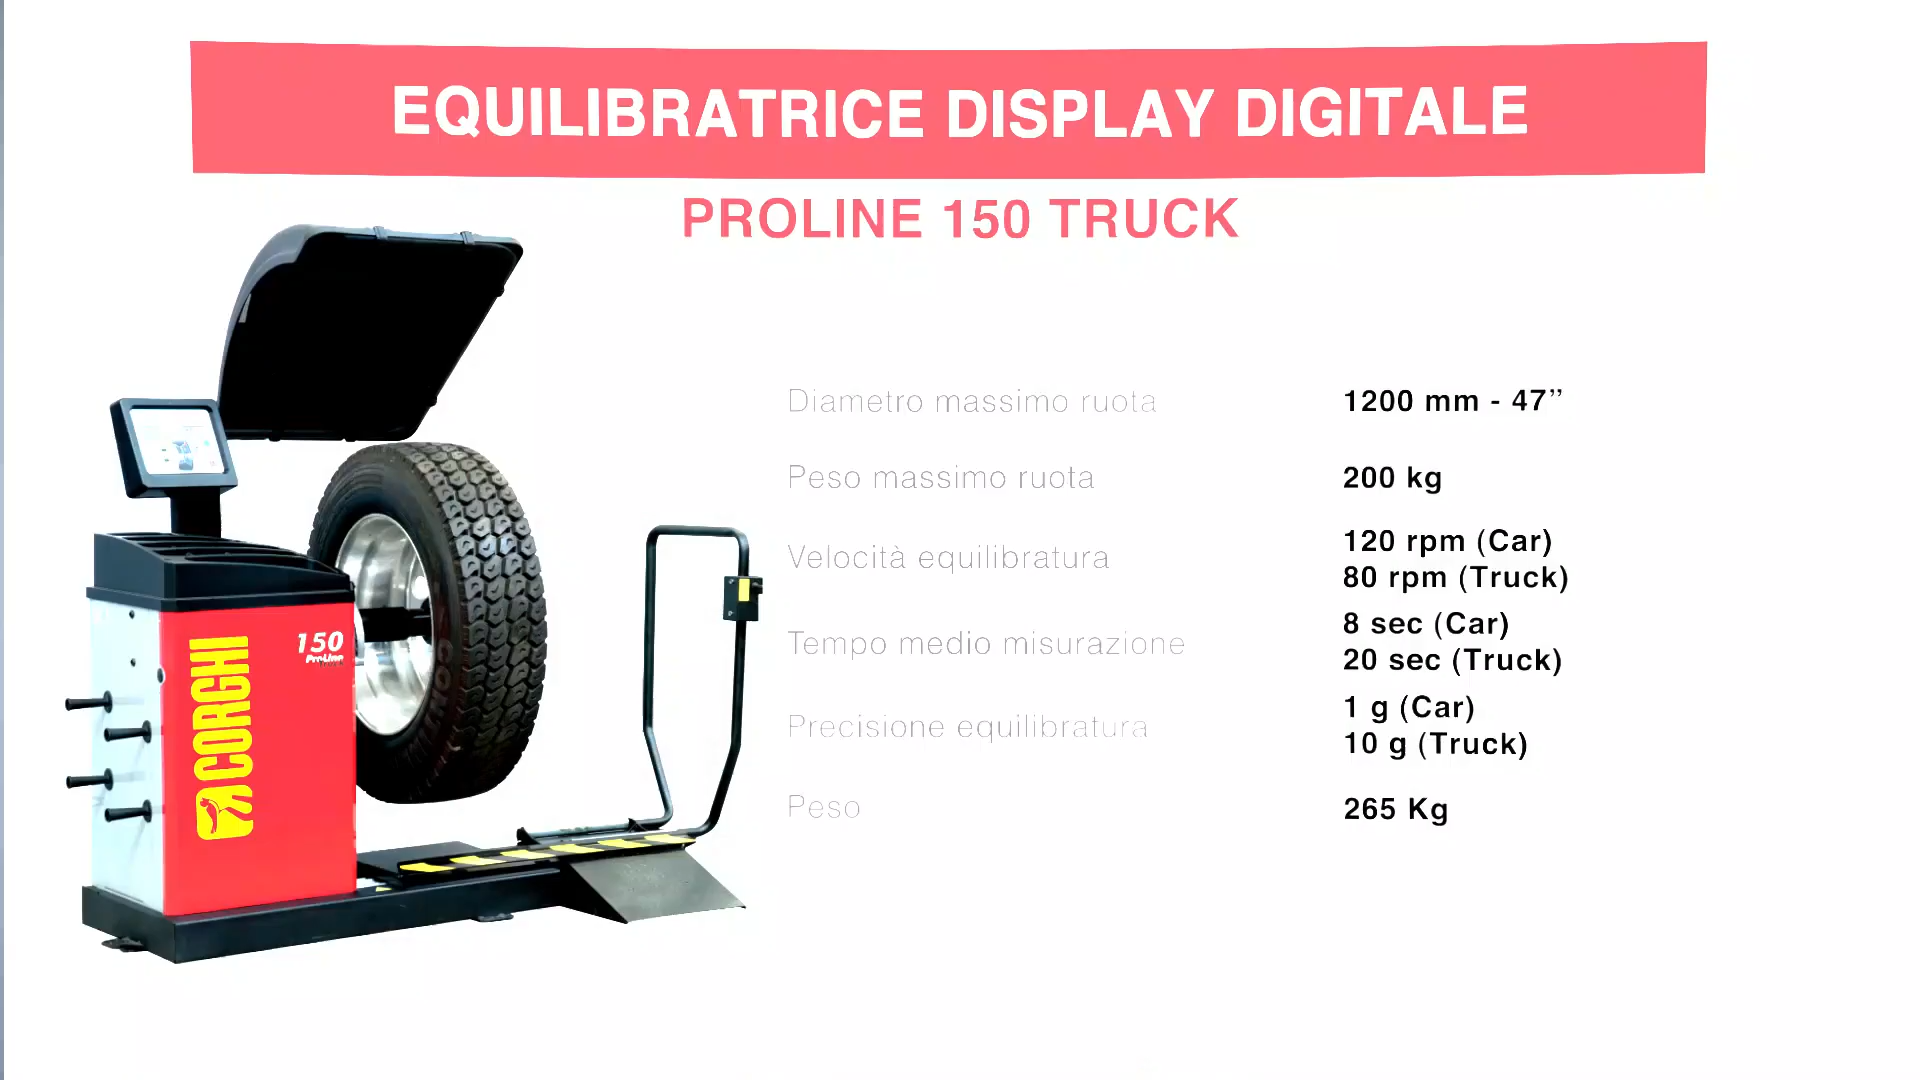 EQUILIBRATRICE DISPLAY DIGITALE
PROLINE 150 TRUCK
Diametro massimo ruota 1200 mm - 47”
Peso massimo ruota 200 kg
Velocità equilibratura 120 rpm (Car)
80 rpm (Truck)
Tempo medio misurazione 8 sec (Car)
20 sec (Truck)
Precisione equilibratura 1 g (Car)
10 g (Truck)
Peso 265 Kg
150
ProLine
Truck
CORGHI